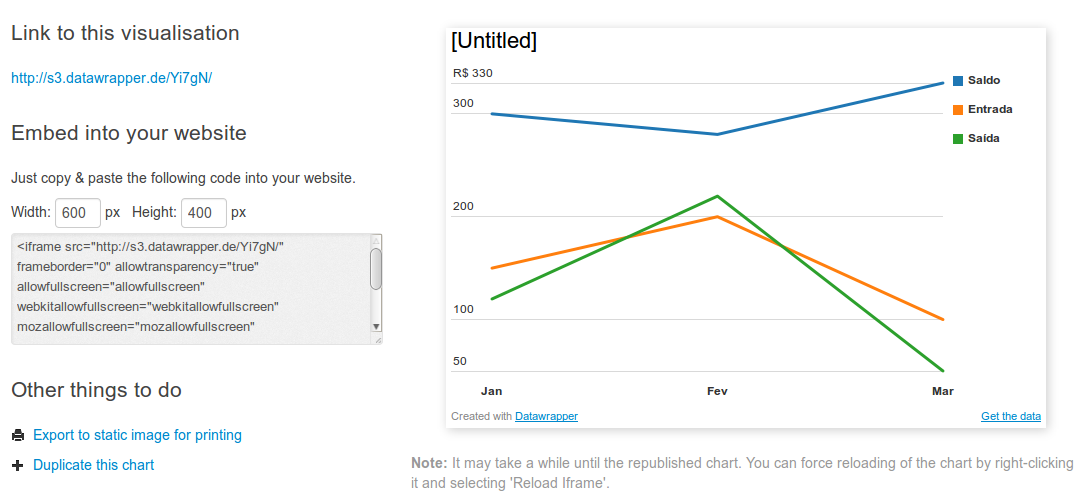 Link to this visualisation
http://s3.datawrapper.de/Yi7gN/
Embed into your website
Just copy & paste the following code into your website.
Width: 600 px Height: 400 px
<iframe src="http://s3.datawrapper.de/Yi7gN/"
frameborder="0" allowtransparency="true"
allowfullscreen="allowfullscreen"
webkitallowfullscreen="webkitallowfullscreen"
mozallowfullscreen="mozallowfullscreen"
Other things to do
Export to static image for printing
Duplicate this chart
[Untitled]
R$ 330
300
200
100
50
Jan Fev Mar
Saldo
Entrada
Saída
Created with Datawrapper
Get the data
Note: It may take a while until the republished chart. You can force reloading of the chart by right-clicking
it and selecting 'Reload Iframe'.